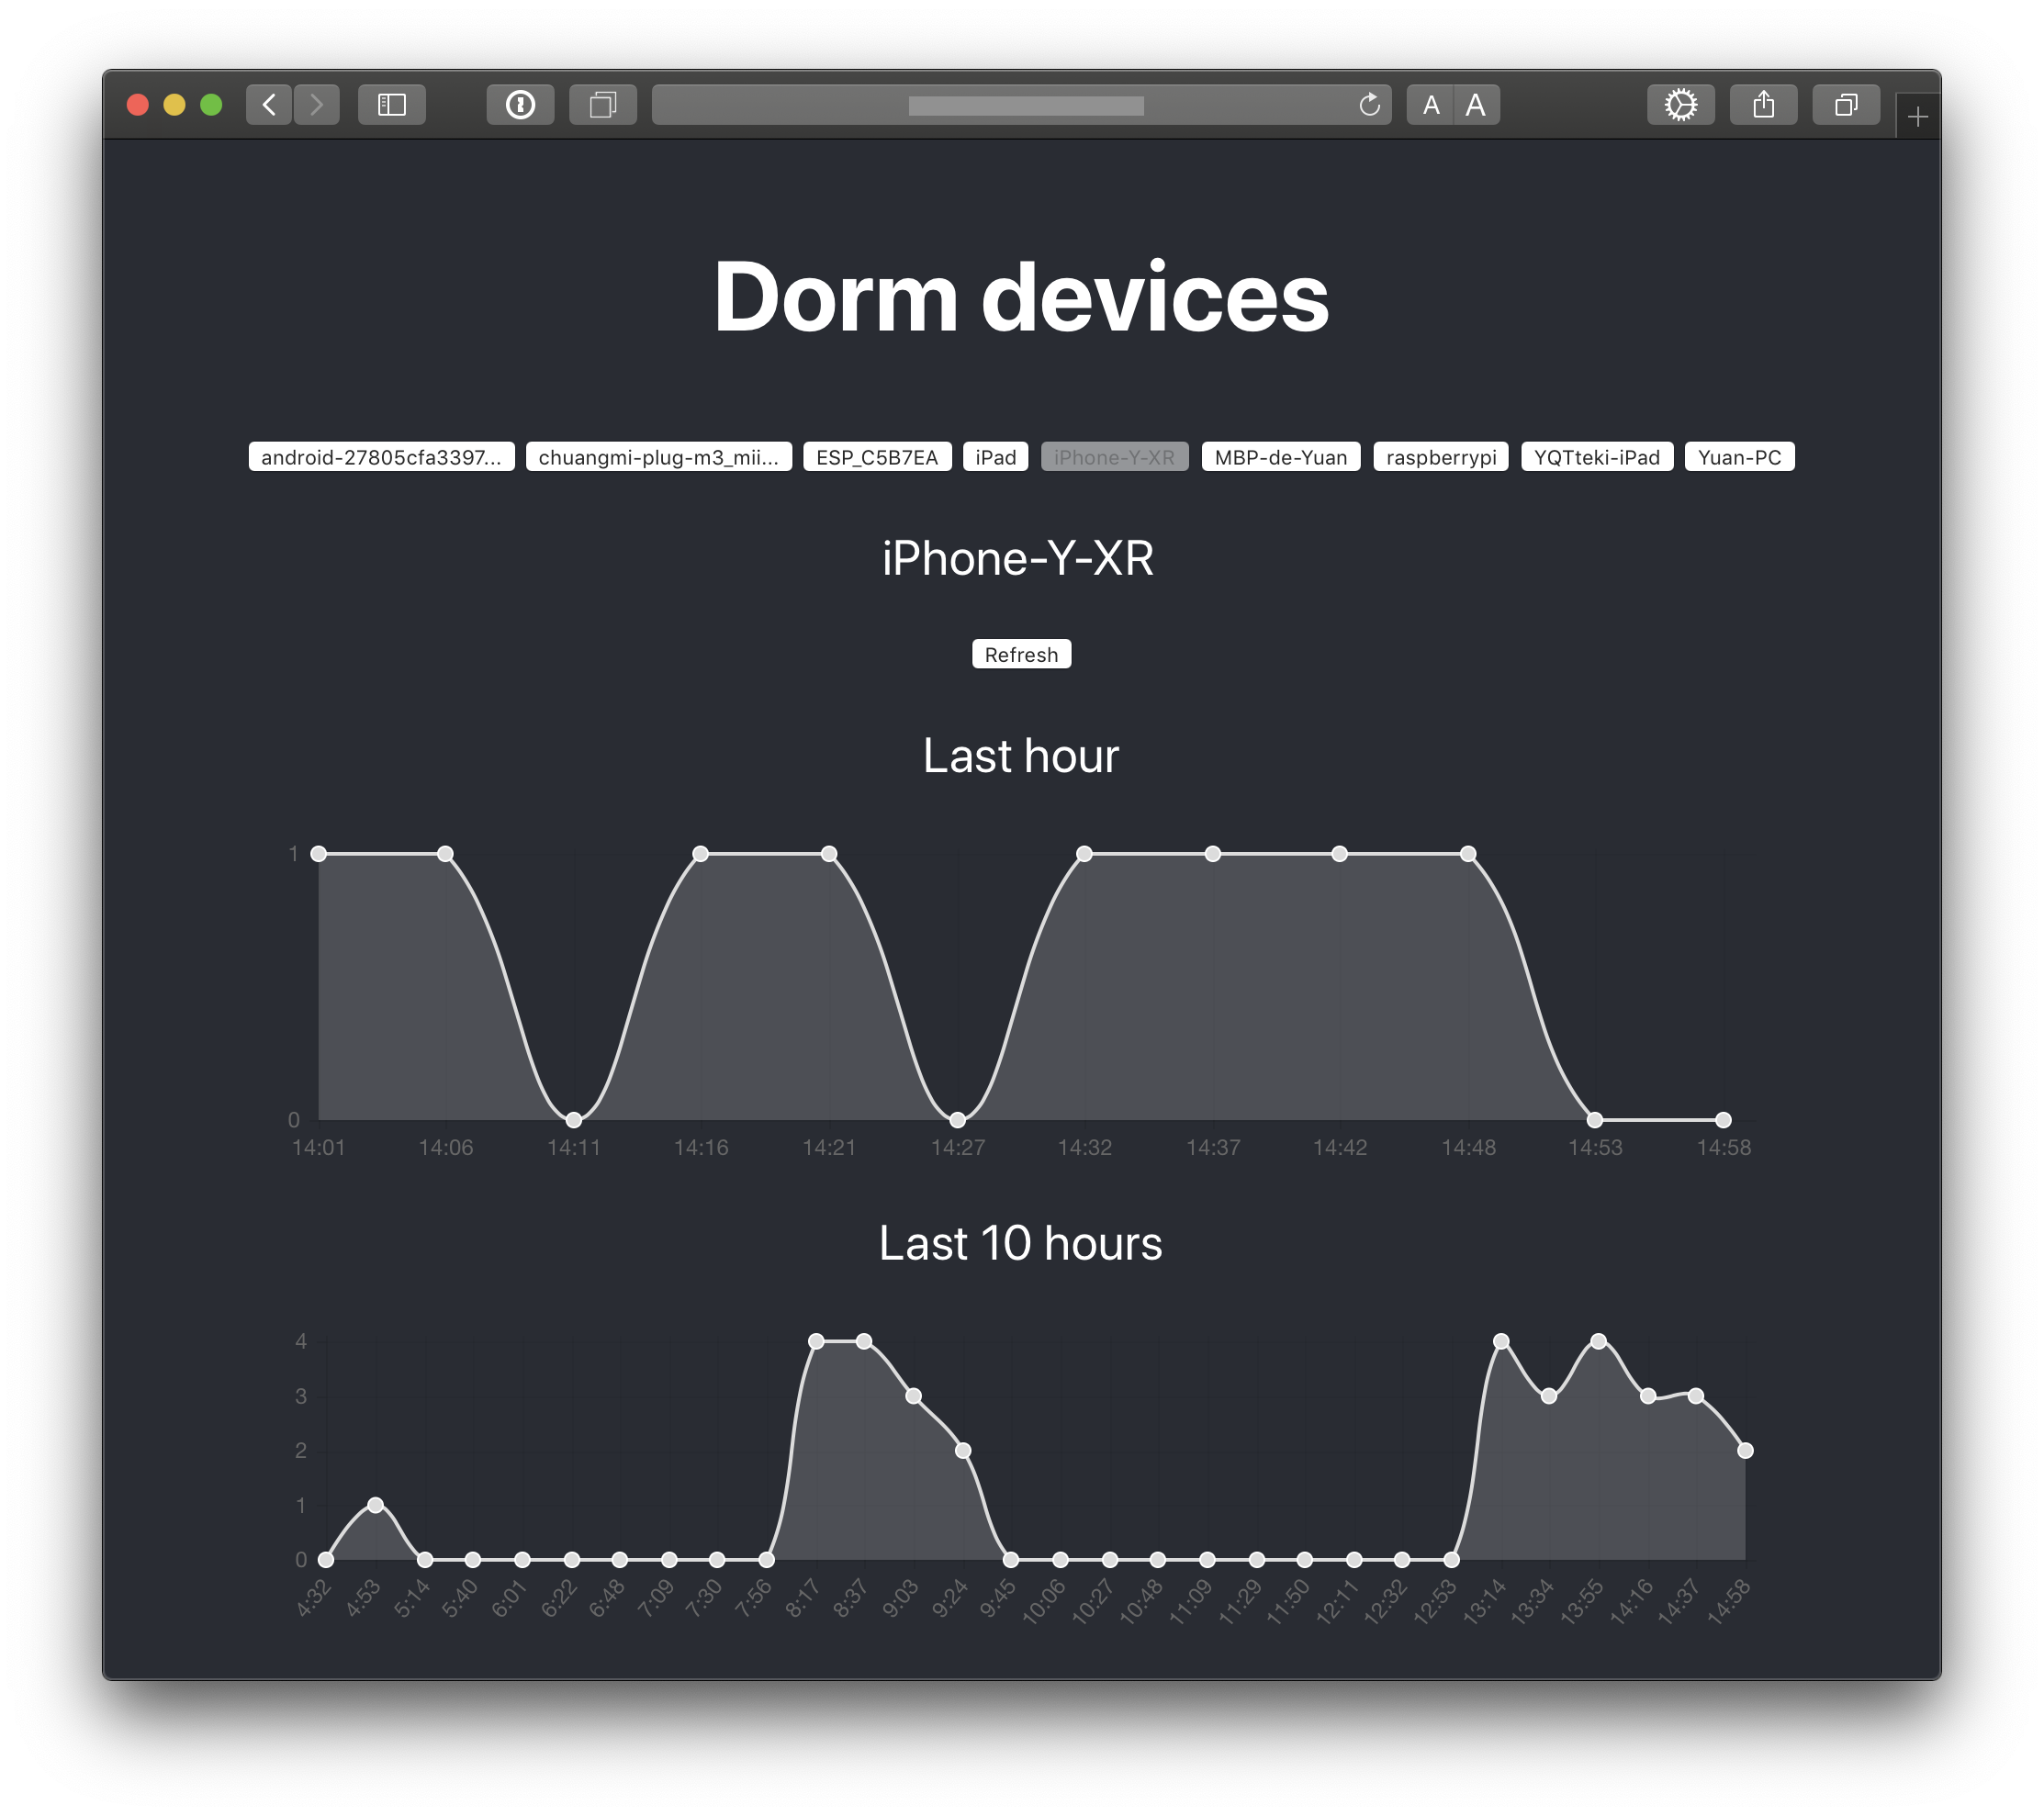 A A
Dorm devices
android-27805cfa3397... chuangmi-plug-m3_mii... ESP_C5B7EA iPad iPhone-Y-XR MBP-de-Yuan raspberrypi YQTteki-iPad Yuan-PC
iPhone-Y-XR
Refresh
Last hour
1
0
14:01 14:06 14:11 14:16 14:21 14:27 14:32 14:37 14:42 14:48 14:53 14:58
Last 10 hours
4
3
2
1
0
4:32 4:53 5:14 5:40 6:01 6:22 6:48 7:09 7:30 7:56 8:17 8:37 9:03 9:24 9:45 10:06 10:27 10:48 11:09 11:29 11:50 12:11 12:32 12:53 13:14 13:34 13:55 14:16 14:37 14:58